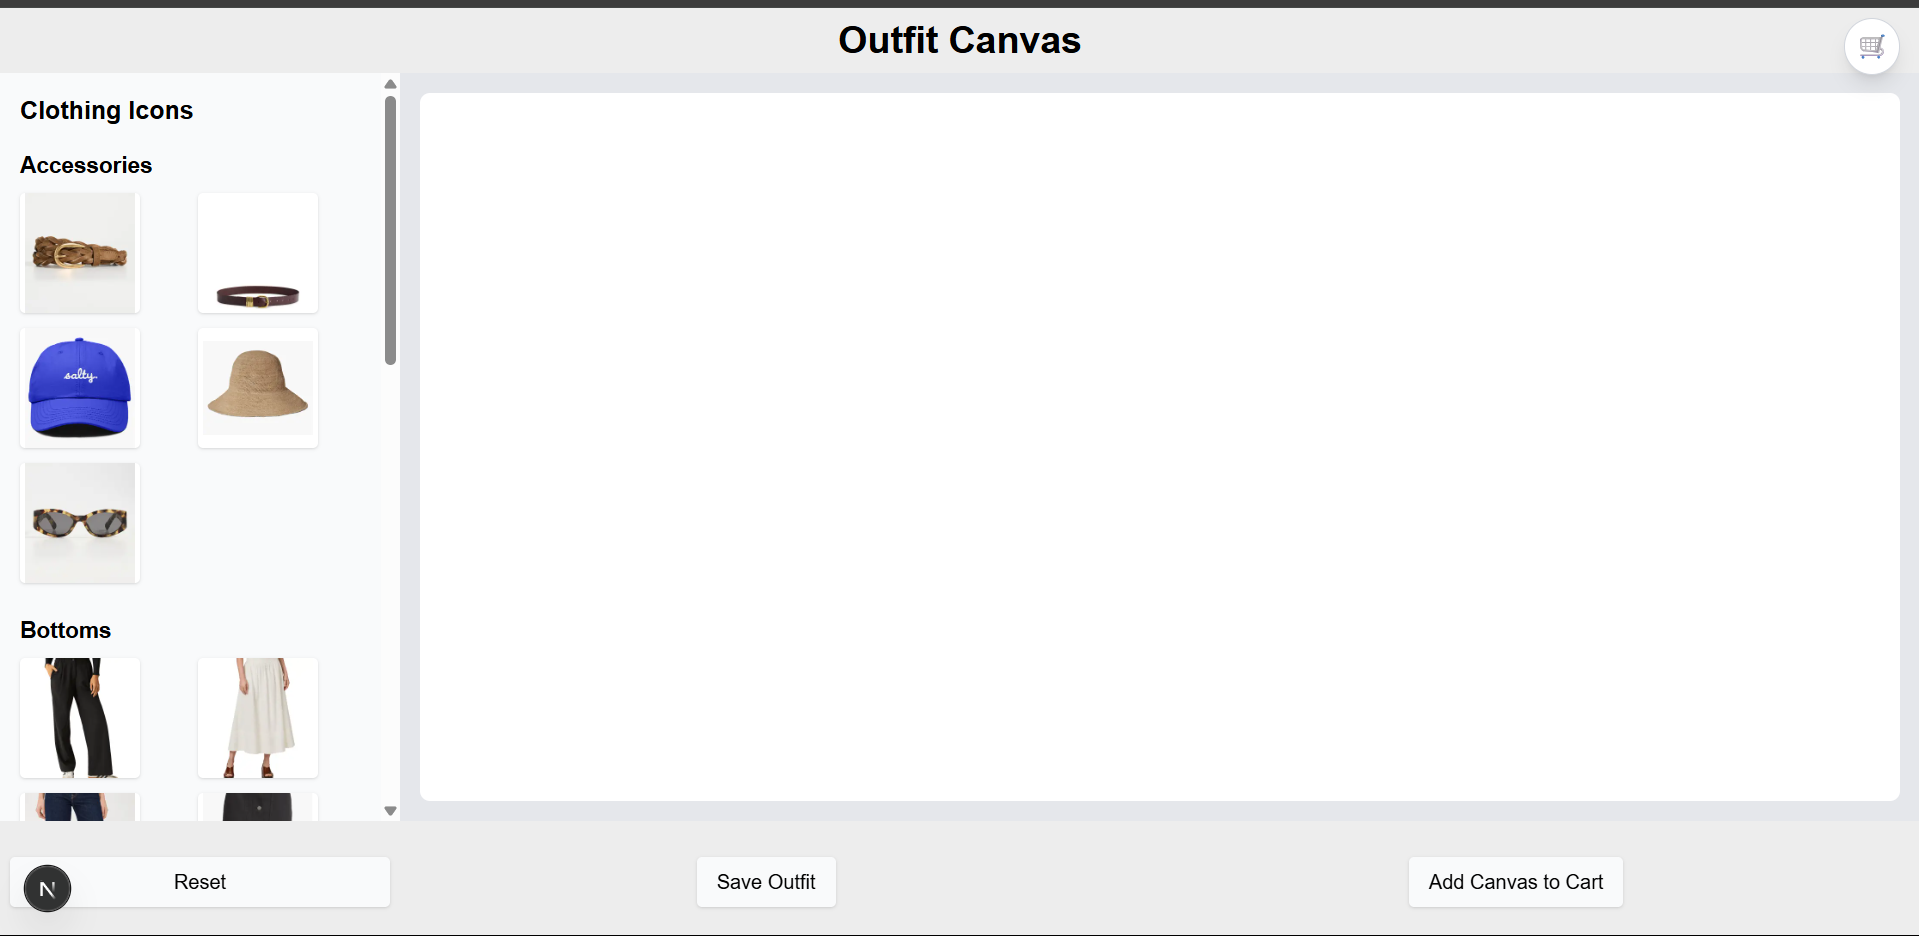 Outfit Canvas
Clothing Icons
Accessories
salty.
Bottoms
N
Reset
Save Outfit
Add Canvas to Cart